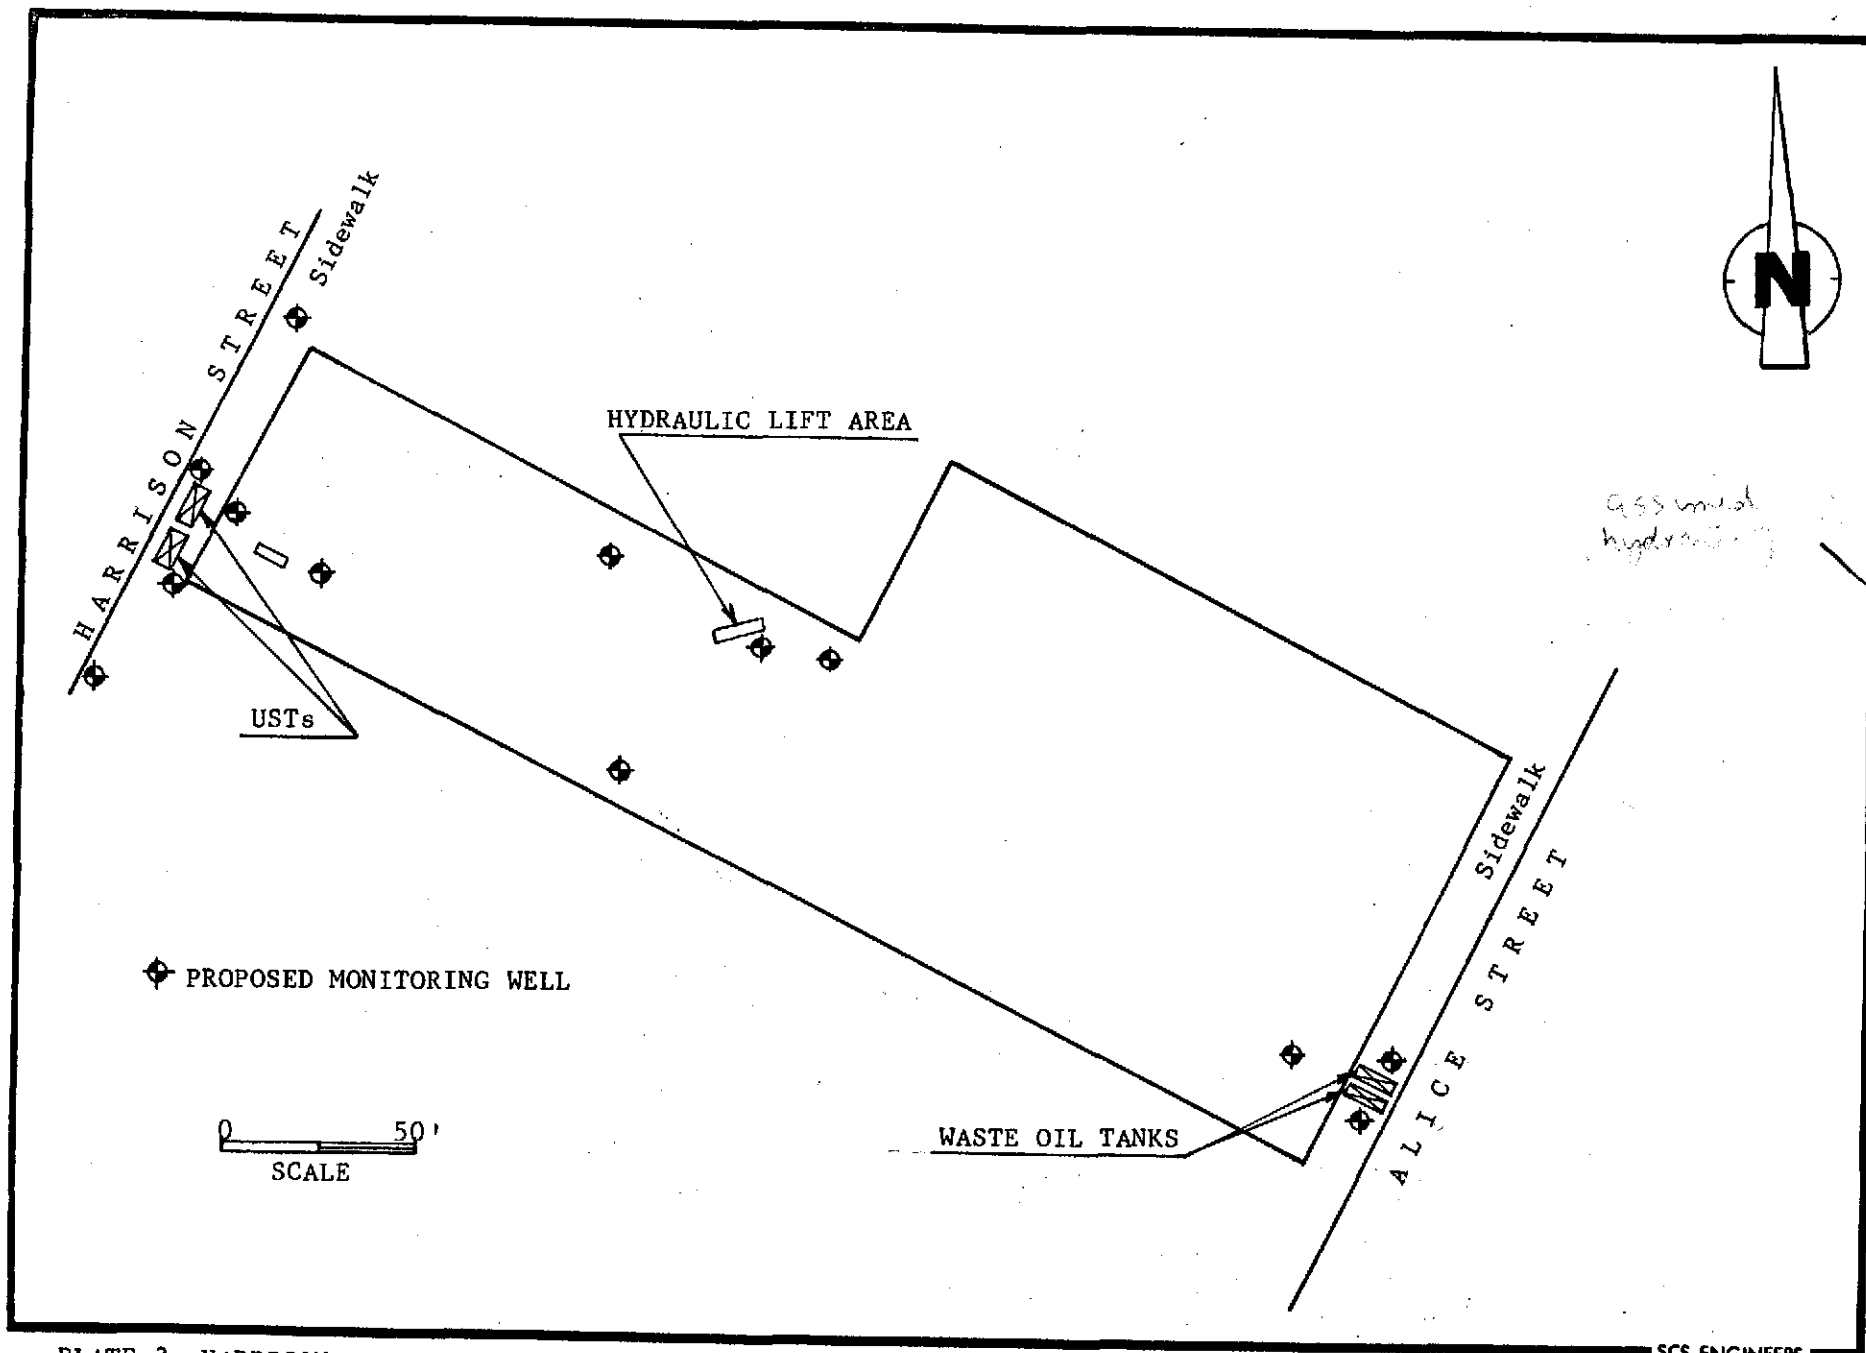 HARRISON STREET
Sidewalk
HYDRAULIC LIFT AREA
USTs
Sidewalk
ALICE STREET
PROPOSED MONITORING WELL
WASTE OIL TANKS
0 50'
SCALE
N
assumed
SCS ENGINEERS